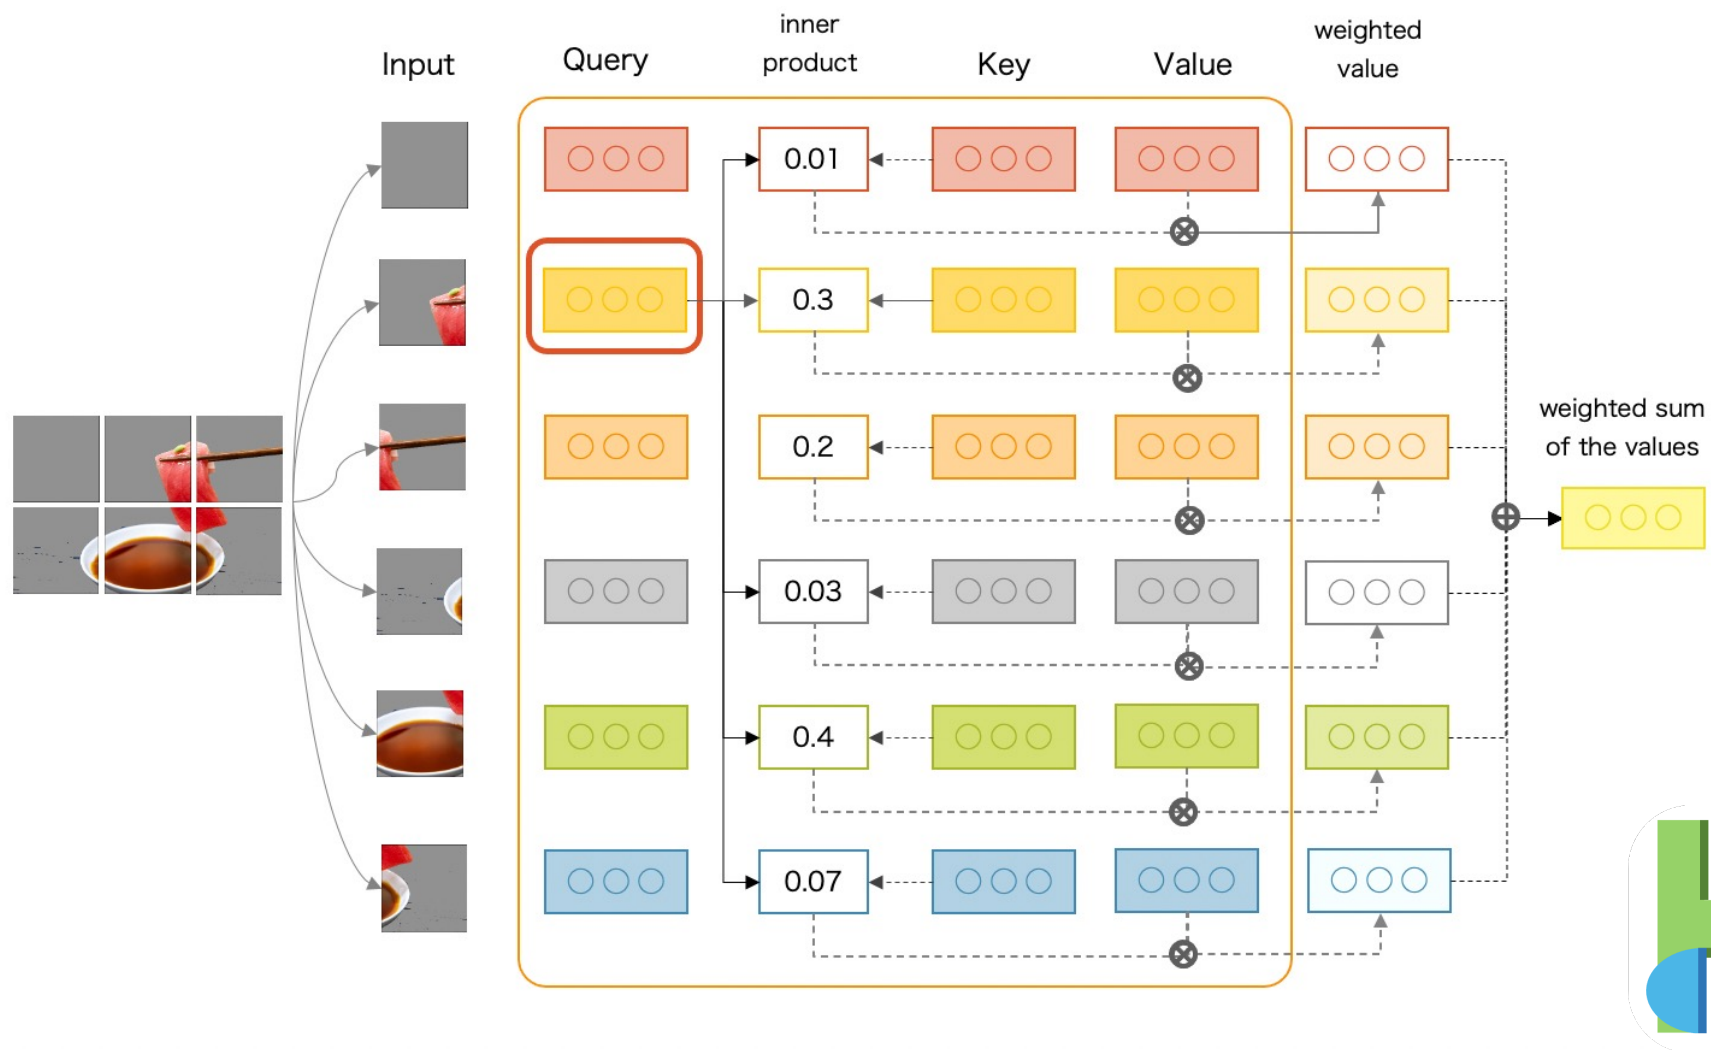 Input
Query
inner
product
Key
Value
weighted
value
0.01
0.3
0.2
0.03
0.4
0.07
weighted sum
of the values